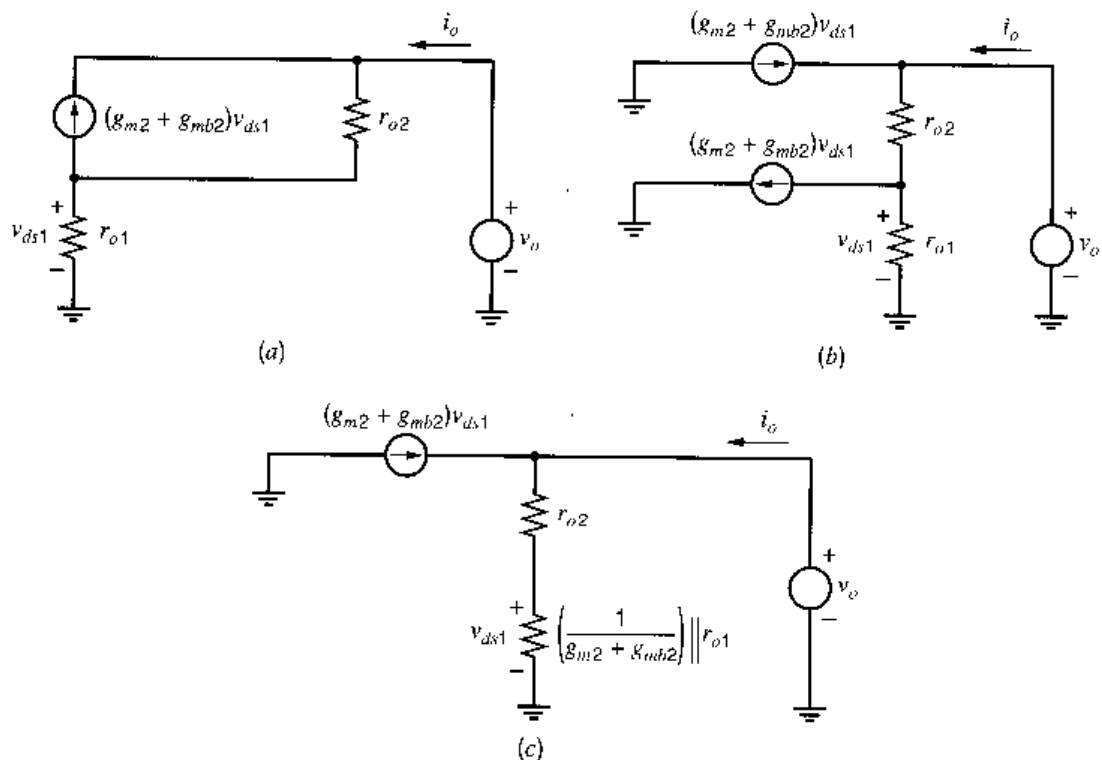 i_o
(g_{m2} + g_{mb2})v_{ds1}
r_{o2}
+
v_{ds1}
r_{o1}
−
+
v_o
−
(a)
(g_{m2} + g_{mb2})v_{ds1}
i_o
r_{o2}
(g_{m2} + g_{mb2})v_{ds1}
+
v_{ds1}
r_{o1}
−
+
v_o
−
(b)
(g_{m2} + g_{mb2})v_{ds1}
i_o
r_{o2}
+
v_{ds1}
−
(1 / (g_{m2} + g_{mb2})) || r_{o1}
+
v_o
−
(c)